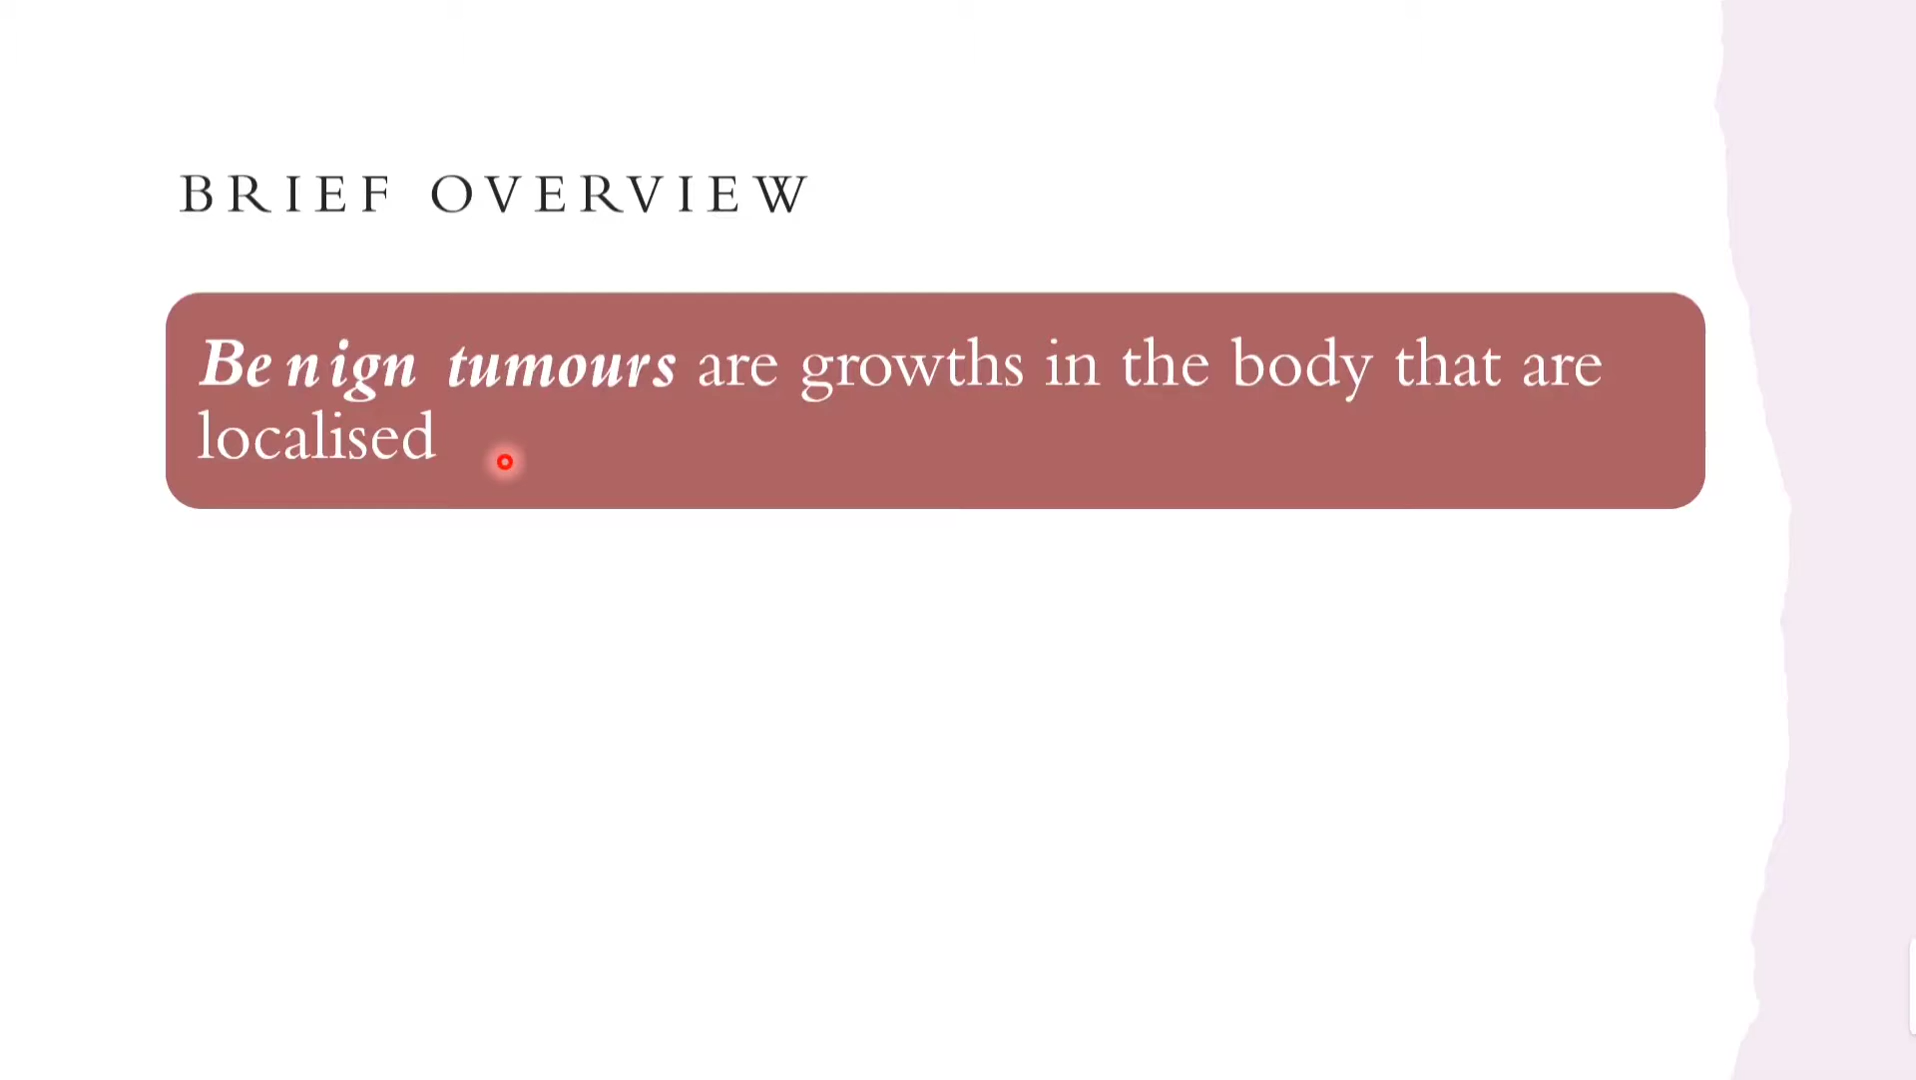 BRIEF OVERVIEW
Benign tumours are growths in the body that are
localised